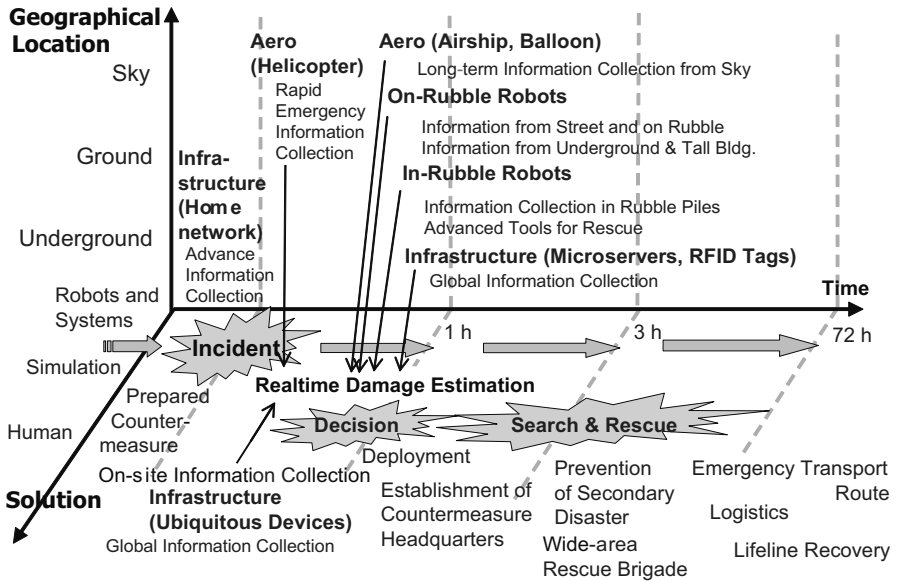 Geographical
Location
Sky
Ground
Underground
Robots and
Systems
Simulation
Human
Solution
Infra-
structure
(Home
network)
Advance
Information
Collection
Aero
(Helicopter)
Rapid
Emergency
Information
Collection
Aero (Airship, Balloon)
Long-term Information Collection from Sky
On-Rubble Robots
Information from Street and on Rubble
Information from Underground & Tall Bldg.
In-Rubble Robots
Information Collection in Rubble Piles
Advanced Tools for Rescue
Infrastructure (Microservers, RFID Tags)
Global Information Collection
Time
1 h
3 h
72 h
Incident
Realtime Damage Estimation
Prepared
Counter-
measure
Decision
Search & Rescue
On-site Information Collection
Infrastructure
(Ubiquitous Devices)
Global Information Collection
Deployment
Establishment of
Countermeasure
Headquarters
Prevention
of Secondary
Disaster
Wide-area
Rescue Brigade
Emergency Transport
Route
Logistics
Lifeline Recovery